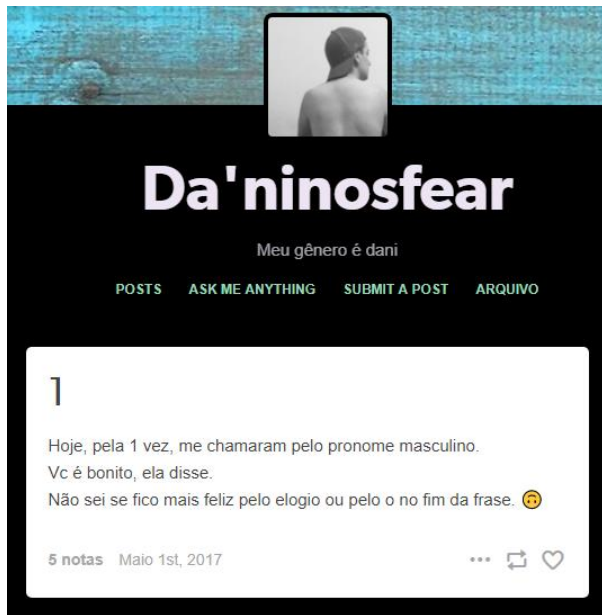 Da'ninosfear
Meu gênero é dani
POSTS ASK ME ANYTHING SUBMIT A POST ARQUIVO
1
Hoje, pela 1 vez, me chamaram pelo pronome masculino.
Vc é bonito, ela disse.
Não sei se fico mais feliz pelo elogio ou pelo o no fim da frase. 🙃
5 notas Maio 1st, 2017